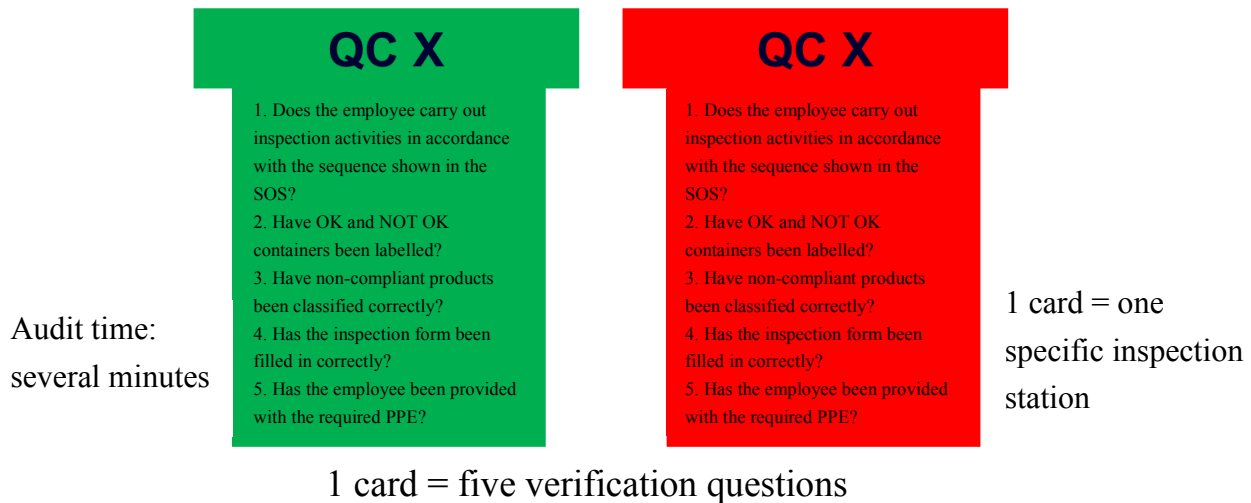 QC X
1. Does the employee carry out
inspection activities in accordance
with the sequence shown in the
SOS?
2. Have OK and NOT OK
containers been labelled?
3. Have non-compliant products
been classified correctly?
4. Has the inspection form been
filled in correctly?
5. Has the employee been provided
with the required PPE?
QC X
1. Does the employee carry out
inspection activities in accordance
with the sequence shown in the
SOS?
2. Have OK and NOT OK
containers been labelled?
3. Have non-compliant products
been classified correctly?
4. Has the inspection form been
filled in correctly?
5. Has the employee been provided
with the required PPE?
Audit time:
several minutes
1 card = one
specific inspection
station
1 card = five verification questions